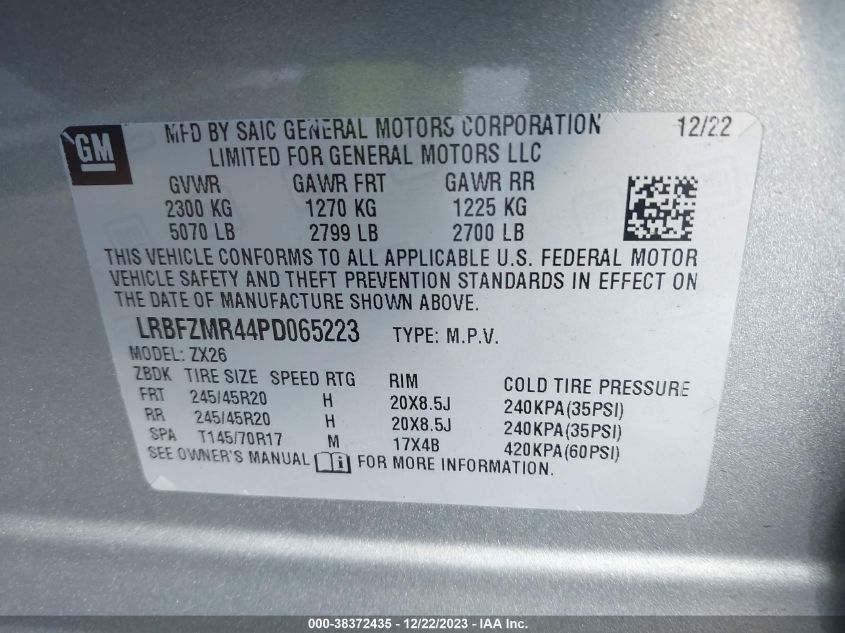 GM
MFD BY SAIC GENERAL MOTORS CORPORATION 12/22
LIMITED FOR GENERAL MOTORS LLC
GVWR GAWR FRT GAWR RR
2300 KG 1270 KG 1225 KG
5070 LB 2799 LB 2700 LB
THIS VEHICLE CONFORMS TO ALL APPLICABLE U.S. FEDERAL MOTOR
VEHICLE SAFETY AND THEFT PREVENTION STANDARDS IN EFFECT ON
THE DATE OF MANUFACTURE SHOWN ABOVE.
LRBFZMR44PD065223 TYPE: M.P.V.
MODEL: ZX26
ZBDK TIRE SIZE SPEED RTG RIM COLD TIRE PRESSURE
FRT 245/45R20 H 20X8.5J 240KPA(35PSI)
RR 245/45R20 H 20X8.5J 240KPA(35PSI)
SPA T145/70R17 M 17X4B 420KPA(60PSI)
SEE OWNER'S MANUAL i FOR MORE INFORMATION.
000-38372435 - 12/22/2023 - IAA Inc.